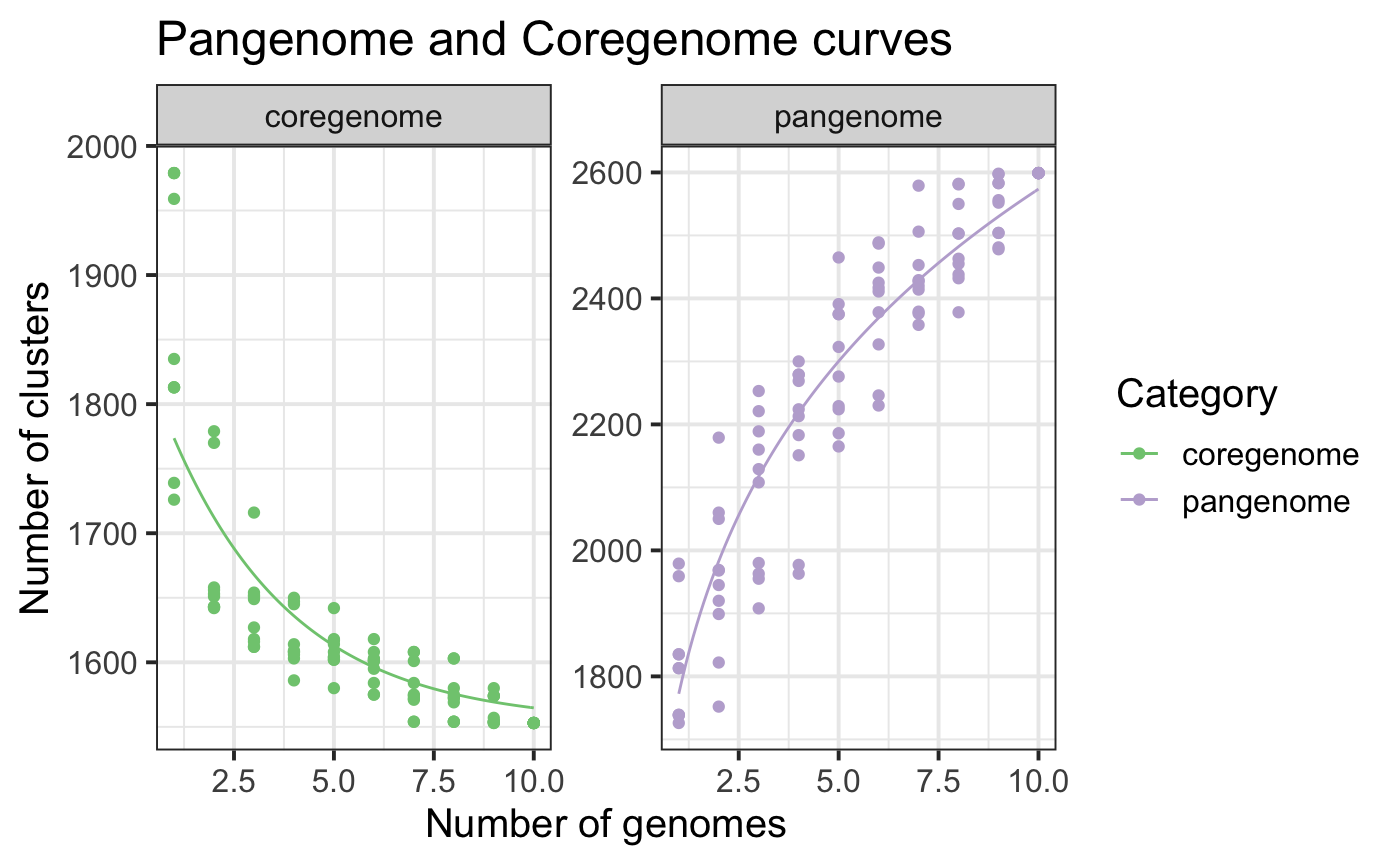 Pangenome and Coregenome curves
coregenome
pangenome
Number of clusters
2000
1900
1800
1700
1600
2600
2400
2200
2000
1800
2.5 5.0 7.5 10.0
2.5 5.0 7.5 10.0
Number of genomes
Category
coregenome
pangenome